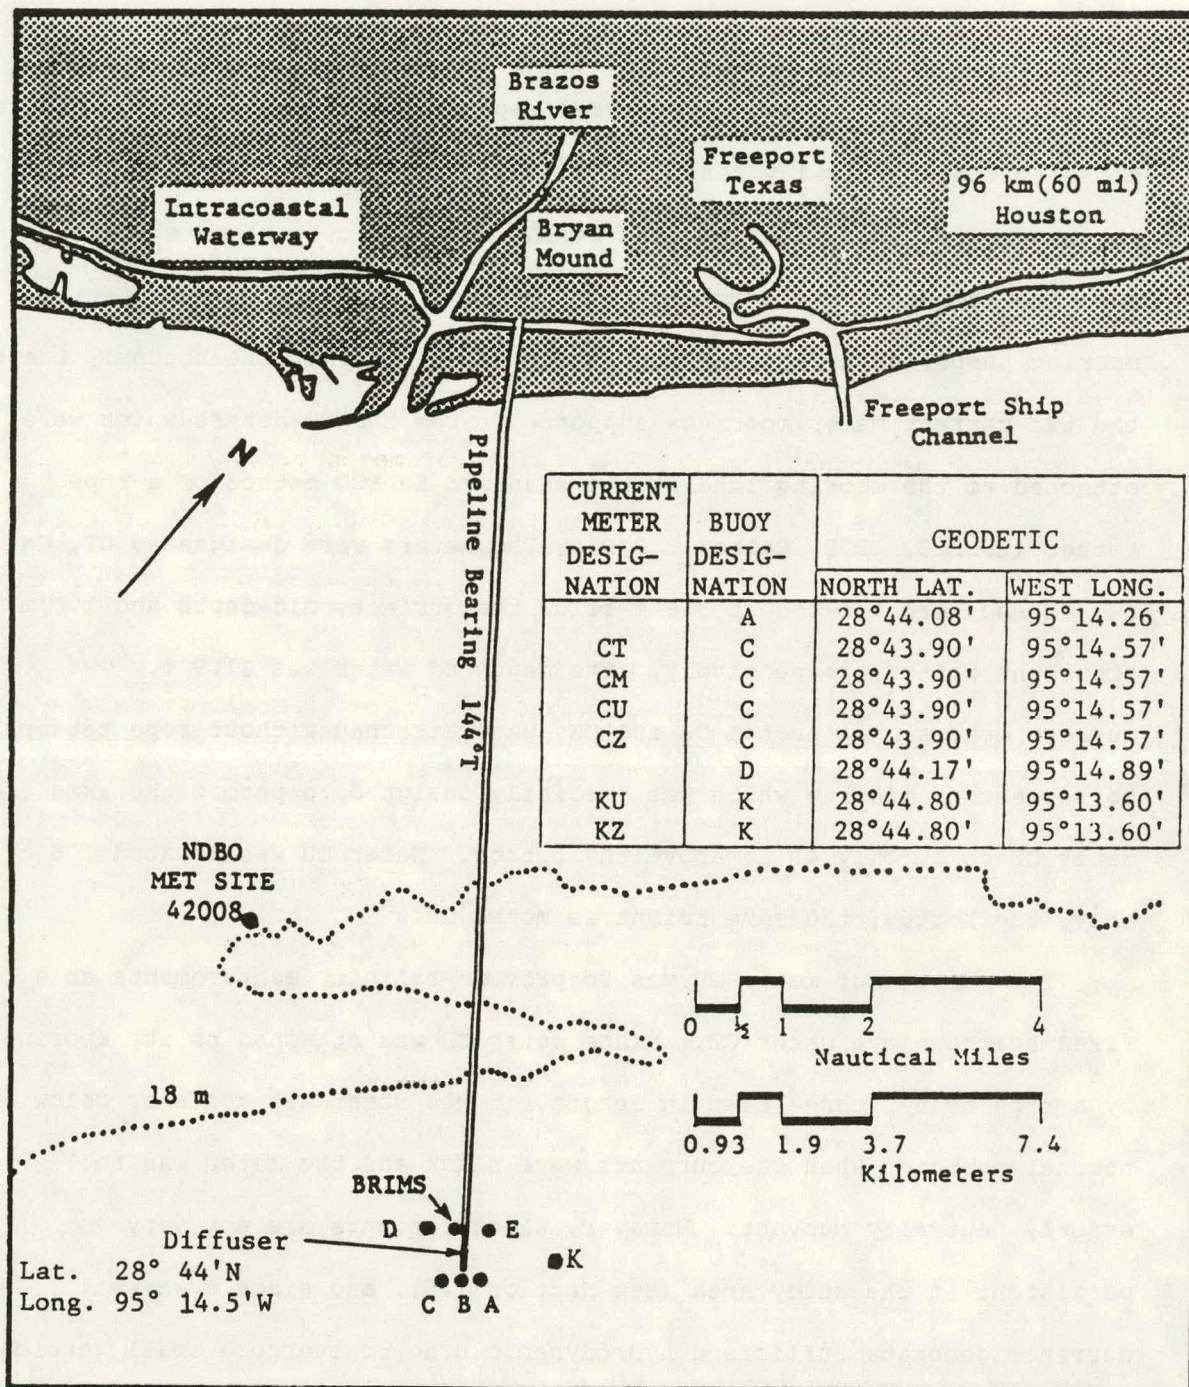 Brazos
River
Freeport
Texas
96 km(60 mi)
Houston
Intracoastal
Waterway
Bryan
Mound
Freeport Ship
Channel
N
Pipeline Bearing 144°T
CURRENT METER DESIG-NATION | BUOY DESIG-NATION | GEODETIC
NORTH LAT. | WEST LONG.
A 28°44.08' 95°14.26'
CT C 28°43.90' 95°14.57'
CM C 28°43.90' 95°14.57'
CU C 28°43.90' 95°14.57'
CZ C 28°43.90' 95°14.57'
D 28°44.17' 95°14.89'
KU K 28°44.80' 95°13.60'
KZ K 28°44.80' 95°13.60'
NDBO
MET SITE
42008
0 ½ 1 2 4
Nautical Miles
18 m
0.93 1.9 3.7 7.4
Kilometers
BRIMS
D E
Diffuser
K
Lat. 28° 44'N
Long. 95° 14.5'W
C B A